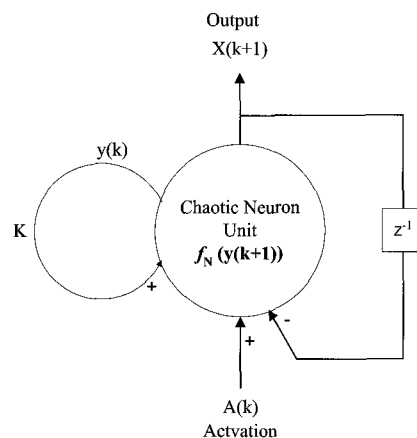 Output
X(k+1)
y(k)
K
Chaotic Neuron
Unit
f_N (y(k+1))
z⁻¹
+
-
+
A(k)
Actvation